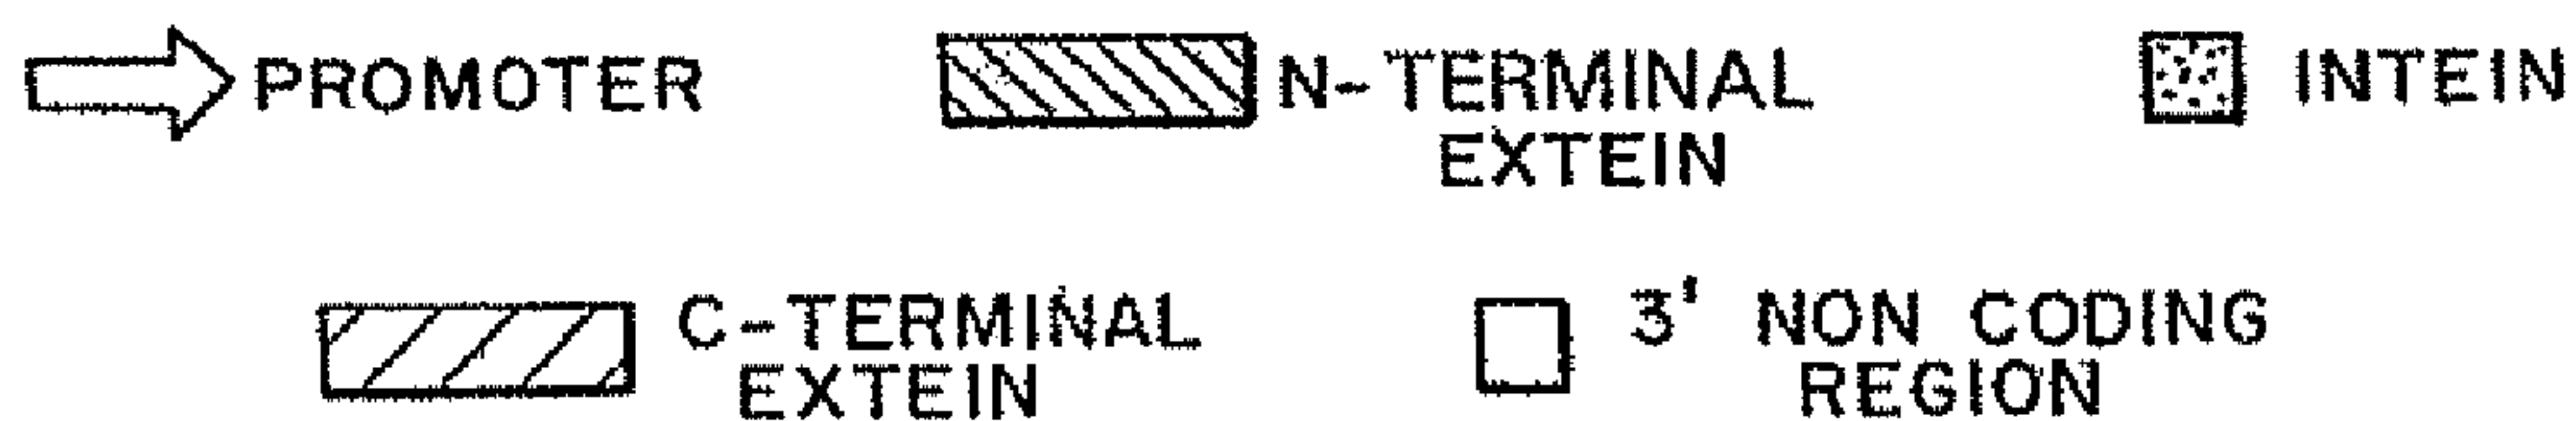 PROMOTER
N-TERMINAL
EXTEIN
INTEIN
C-TERMINAL
EXTEIN
3' NON CODING
REGION